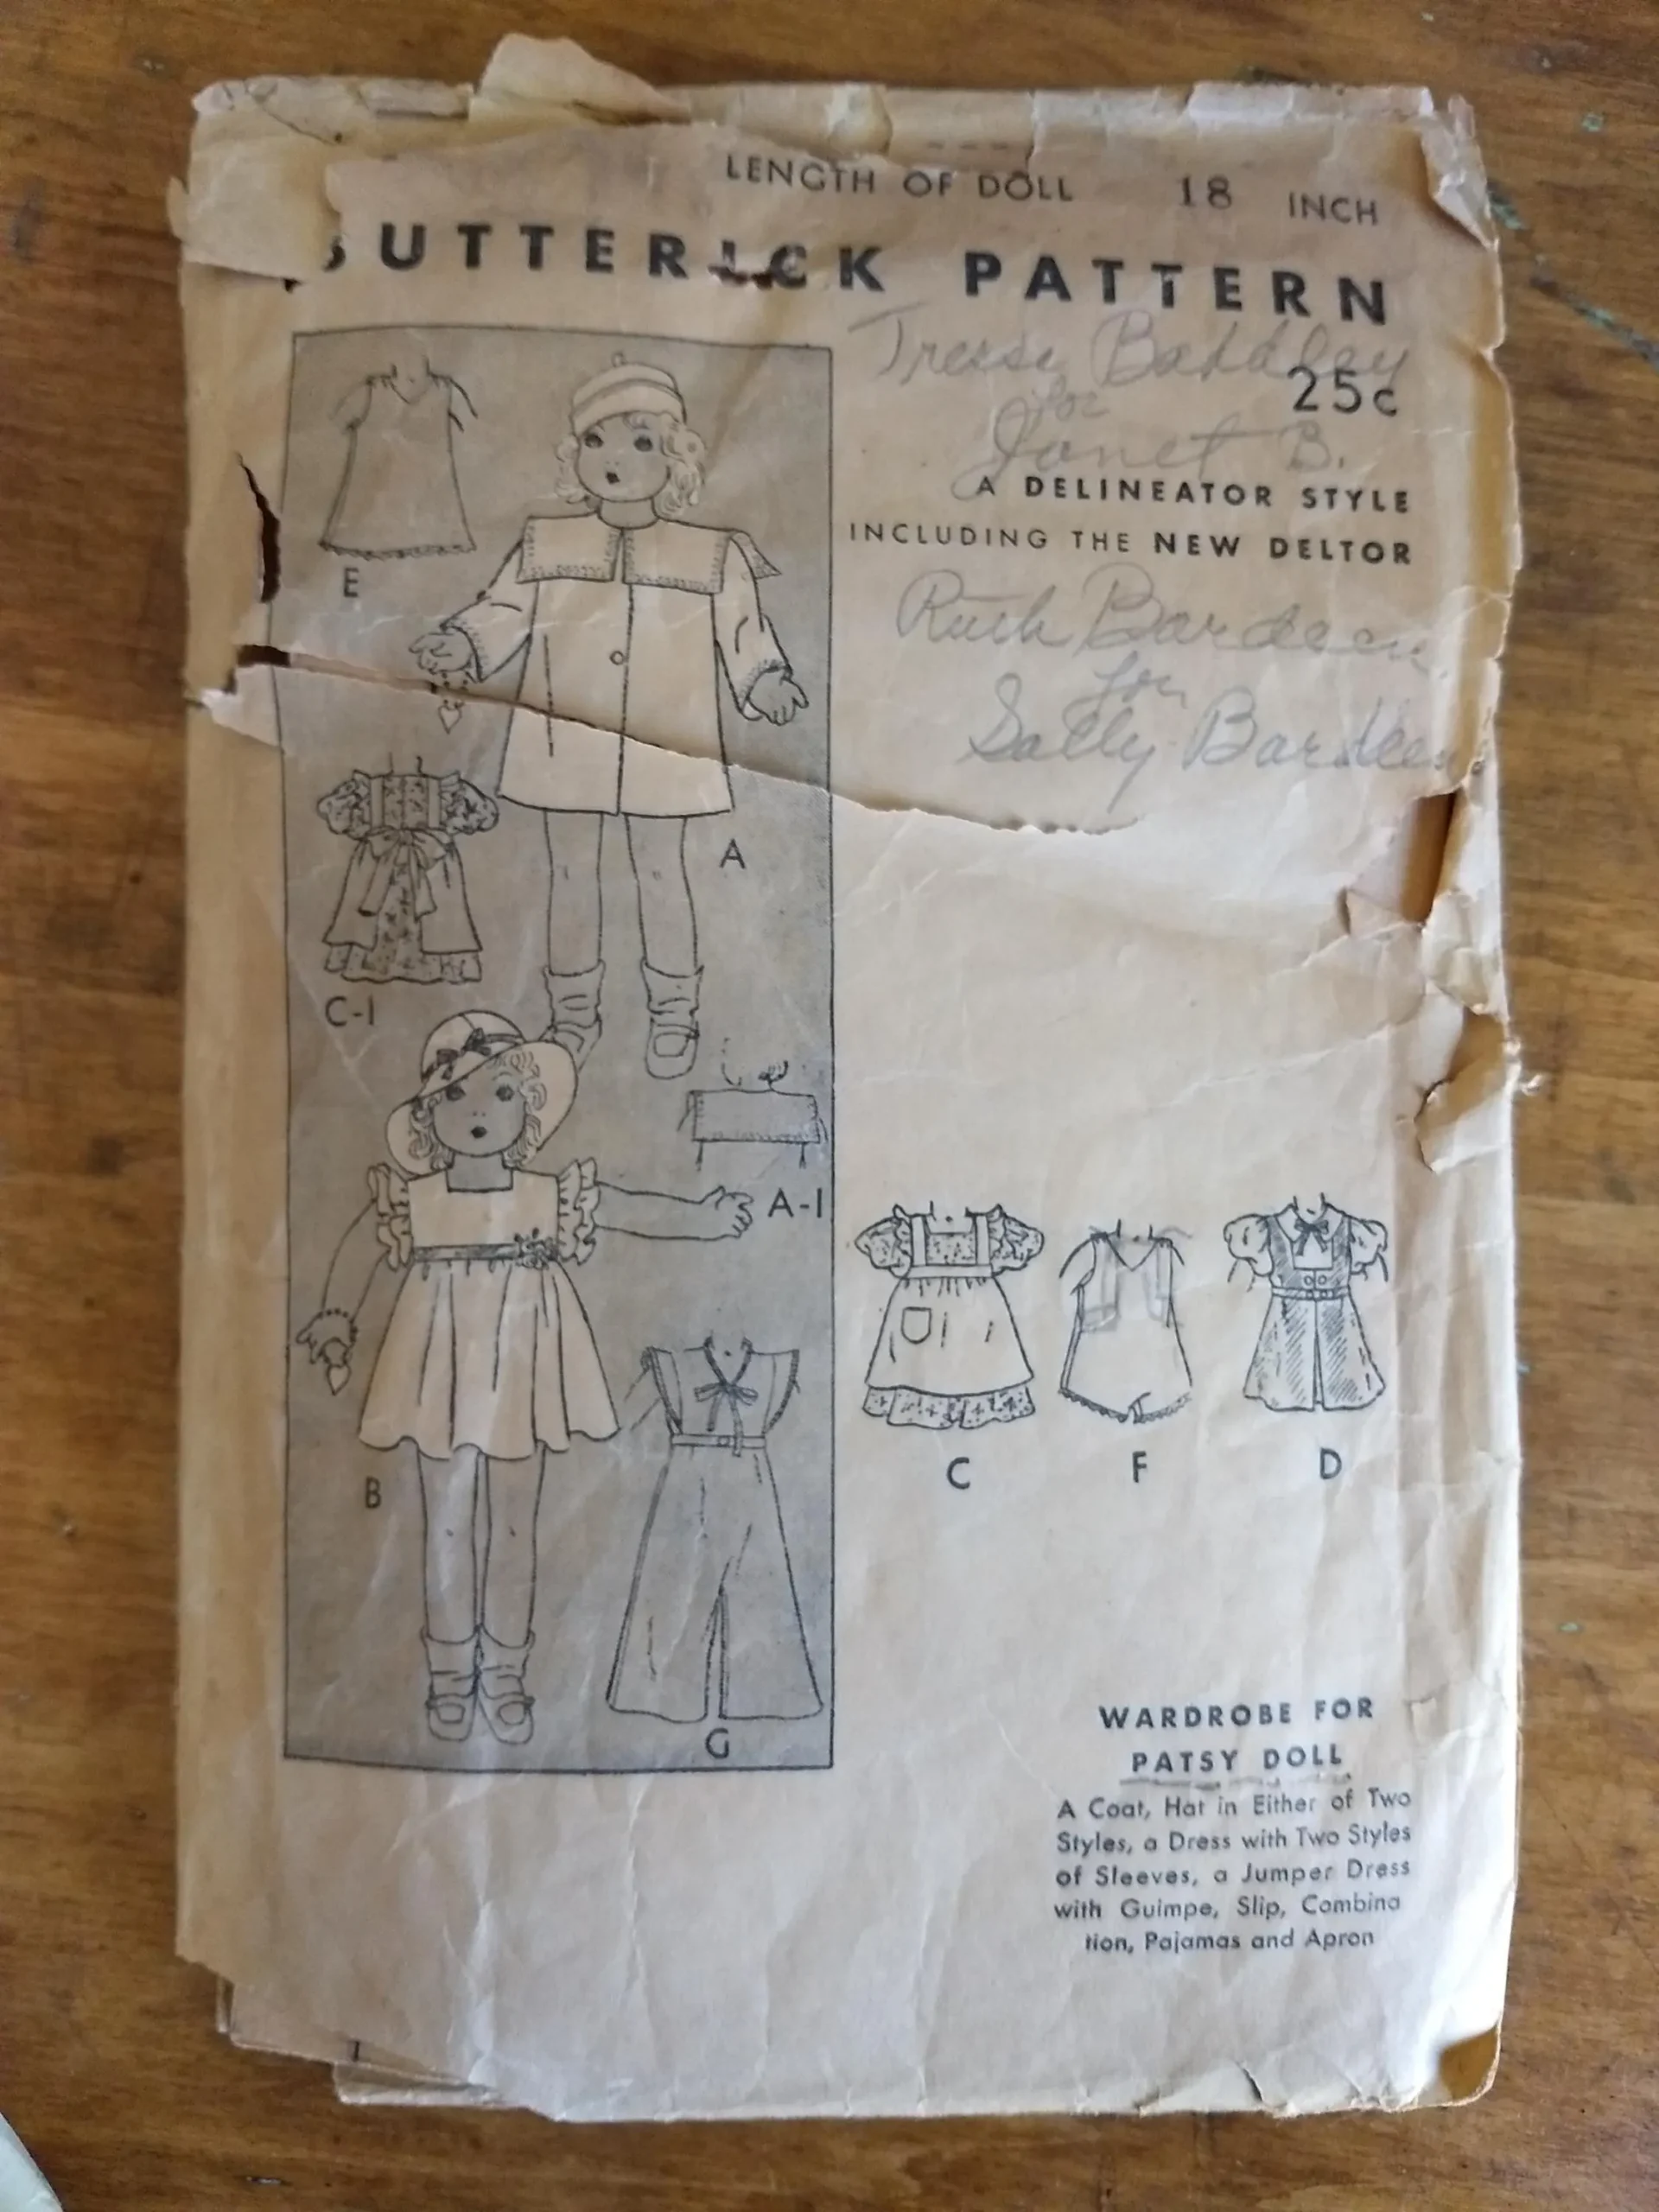 LENGTH OF DOLL 18 INCH
BUTTERICK PATTERN
Tresse Baddley
25c
for
Janet B.
A DELINEATOR STYLE
INCLUDING THE NEW DELTOR
Ruth Bardeen
for
Sally Bardeen
E
A
C-1
A-1
B
G
C F D
WARDROBE FOR
PATSY DOLL
A Coat, Hat in Either of Two
Styles, a Dress with Two Styles
of Sleeves, a Jumper Dress
with Guimpe, Slip, Combina
tion, Pajamas and Apron